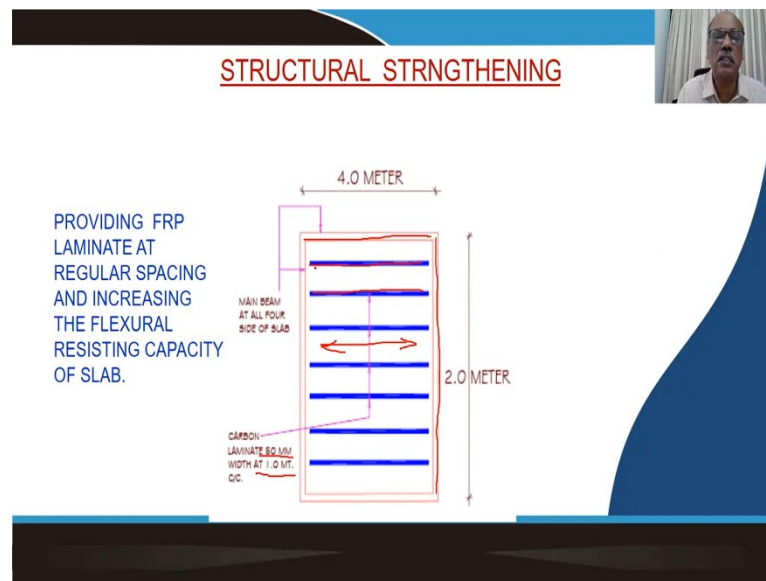 STRUCTURAL STRNGTHENING
4.0 METER
PROVIDING FRP
LAMINATE AT
REGULAR SPACING
AND INCREASING
THE FLEXURAL
RESISTING CAPACITY
OF SLAB.
MAIN BEAM
AT ALL FOUR
SIDE OF SLAB
2.0 METER
CARBON
LAMINATE 50 MM
WIDTH AT 1.0 MT.
C/C.